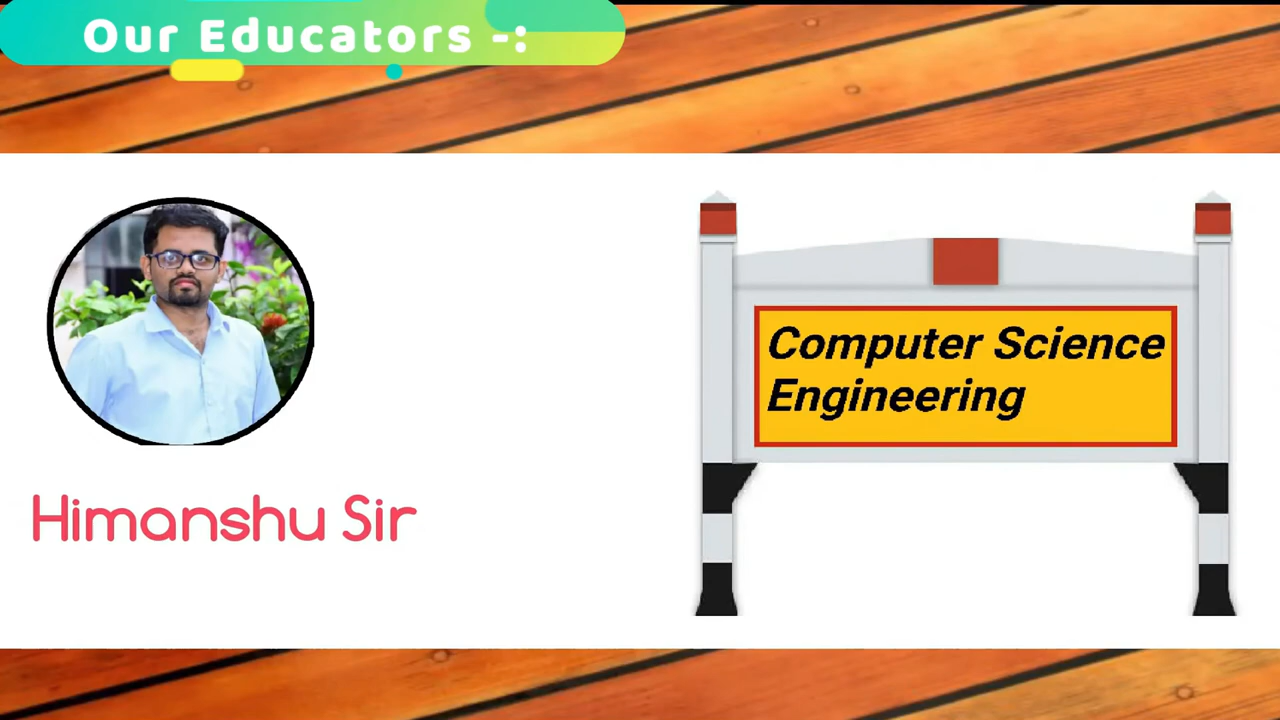 Our Educators -:
Himanshu Sir
Computer Science
Engineering